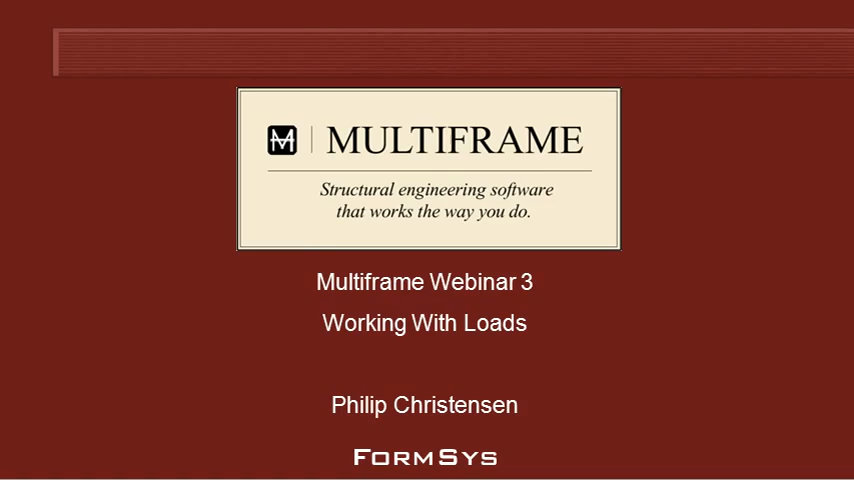 M | MULTIFRAME
Structural engineering software
that works the way you do.
Multiframe Webinar 3
Working With Loads
Philip Christensen
FORMSYS